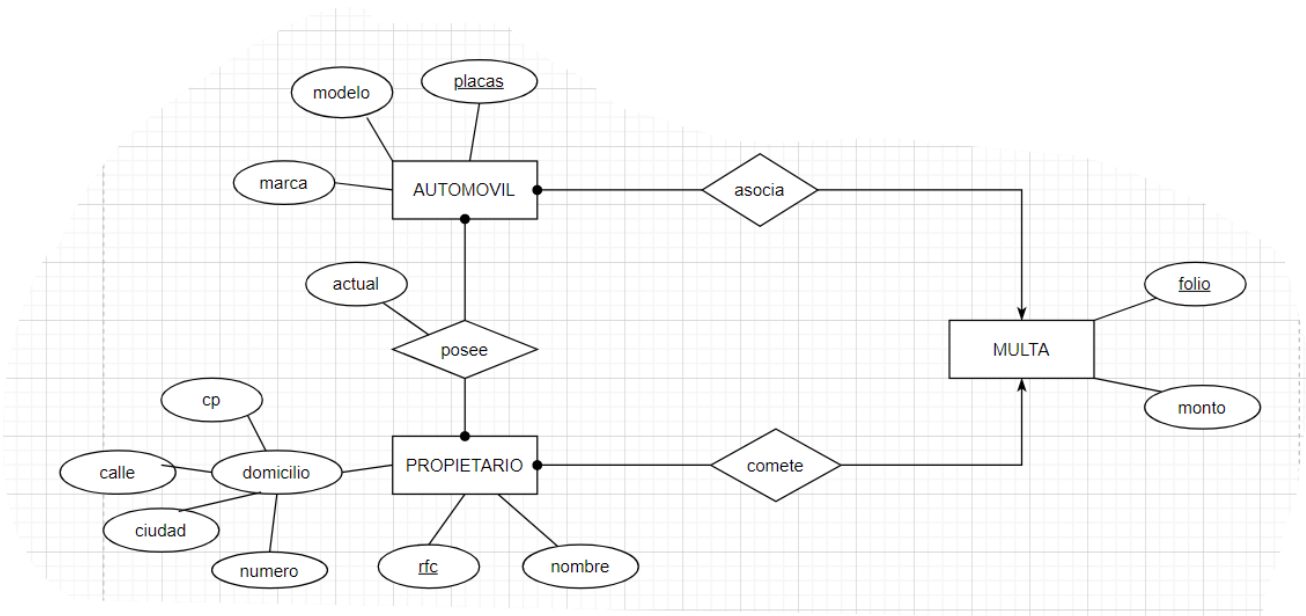 placas
modelo
marca
AUTOMOVIL
asocia
actual
folio
posee
MULTA
cp
monto
calle
domicilio
PROPIETARIO
comete
ciudad
numero
rfc
nombre